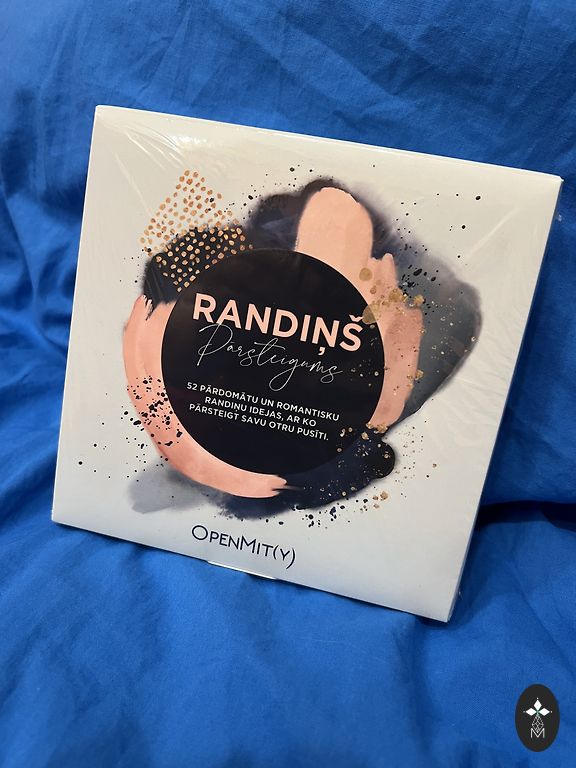 RANDIŅŠ
Pārsteigums
52 PĀRDOMĀTU UN ROMANTISKU
RANDIŅU IDEJAS, AR KO
PĀRSTEIGT SAVU OTRU PUSĪTI.
OPENMIT(Y)
M